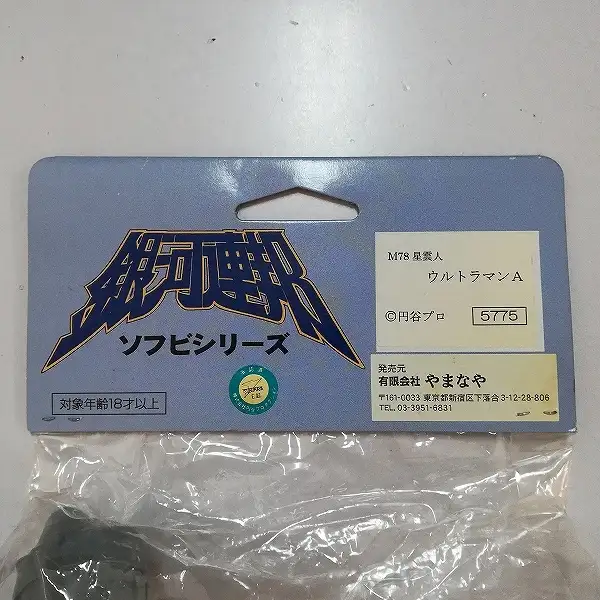 銀河連邦
ソフビシリーズ
対象年齢18才以上
M78 星雲人
ウルトラマンA
©円谷プロ 5775
発売元
有限会社 やまなや
〒161-0033 東京都新宿区下落合3-12-28-806
TEL. 03-3951-6831